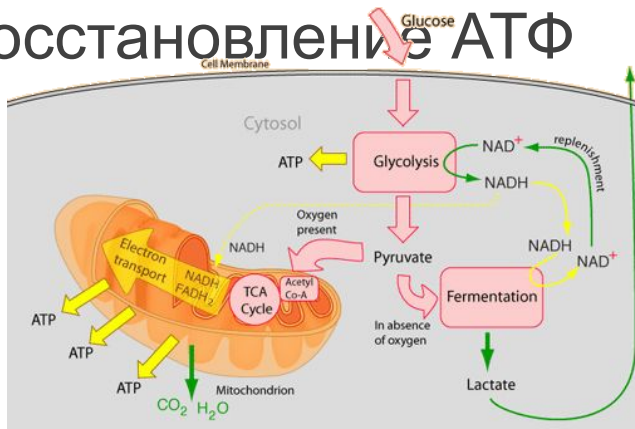 осстановление АТФ
Glucose
Cell Membrane
Cytosol
ATP
Glycolysis
NAD+
NADH
replenishment
Oxygen
present
NADH
Pyruvate
NADH
NAD+
Electron
transport
NADH
FADH2
TCA
Cycle
Acetyl
Co-A
Fermentation
In absence
of oxygen
ATP
ATP
ATP
Mitochondrion
CO2 H2O
Lactate